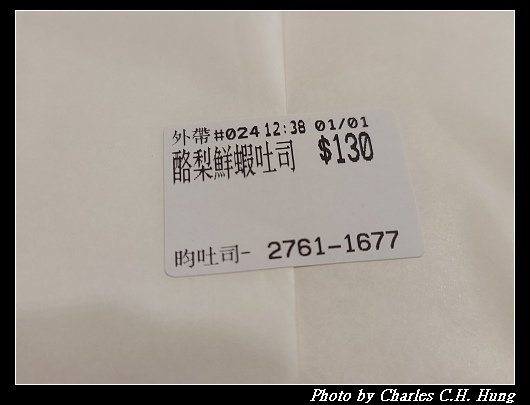 外帶 #024 12:38 01/01
酪梨鮮蝦吐司 $130
昀吐司- 2761-1677
Photo by Charles C.H. Hung